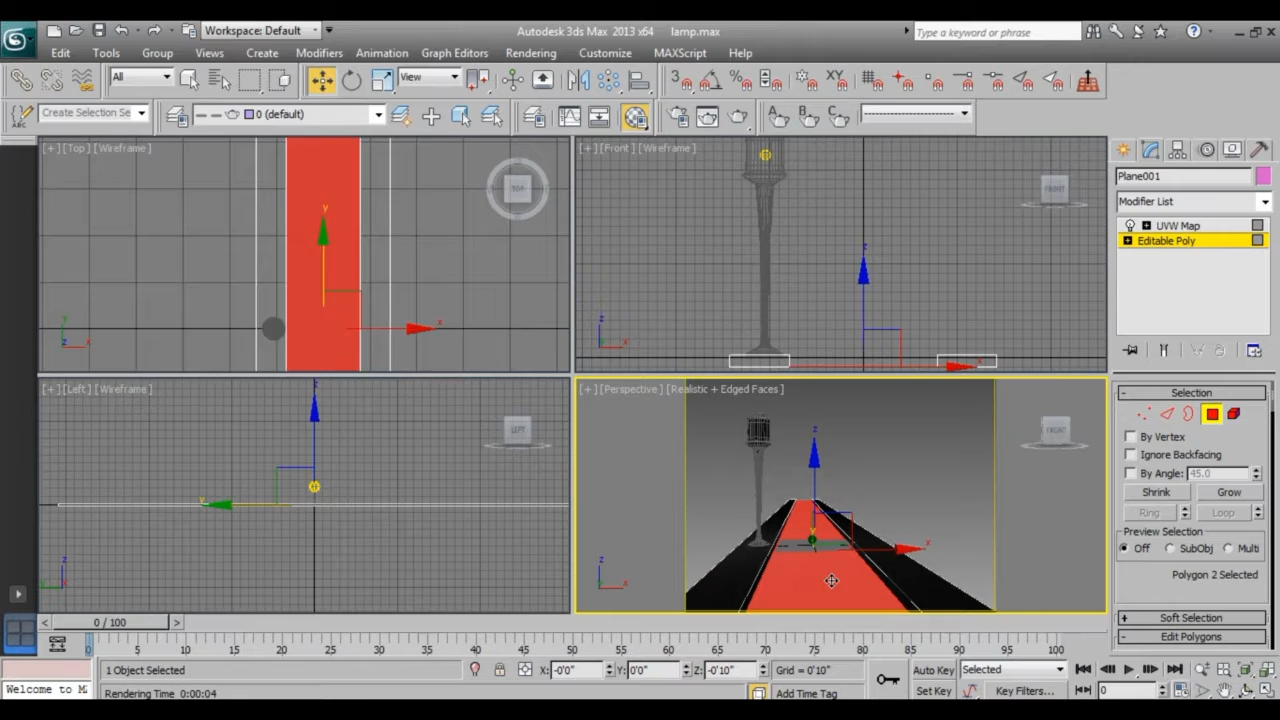 Workspace: Default
Autodesk 3ds Max 2013 x64 lamp.max
Type a keyword or phrase
Edit Tools Group Views Create Modifiers Animation Graph Editors Rendering Customize MAXScript Help
All View
Create Selection Se 0 (default)
[+] [Top] [Wireframe]
[+] [Front] [Wireframe]
TOP
FRONT
Plane001
Modifier List
UVW Map
Editable Poly
[+] [Left] [Wireframe]
[+] [Perspective] [Realistic + Edged Faces]
LEFT
FRONT
Selection
By Vertex
Ignore Backfacing
By Angle: 45.0
Shrink Grow
Ring Loop
Preview Selection
Off SubObj Multi
Polygon 2 Selected
Soft Selection
Edit Polygons
0 / 100
0 5 10 15 20 25 30 35 40 45 50 55 60 65 70 75 80 85 90 95 100
1 Object Selected X: -0'0" Y: 0'0" Z: -0'10" Grid = 0'10" Auto Key Selected
Welcome to M Rendering Time 0:00:04 Add Time Tag Set Key Key Filters... 0